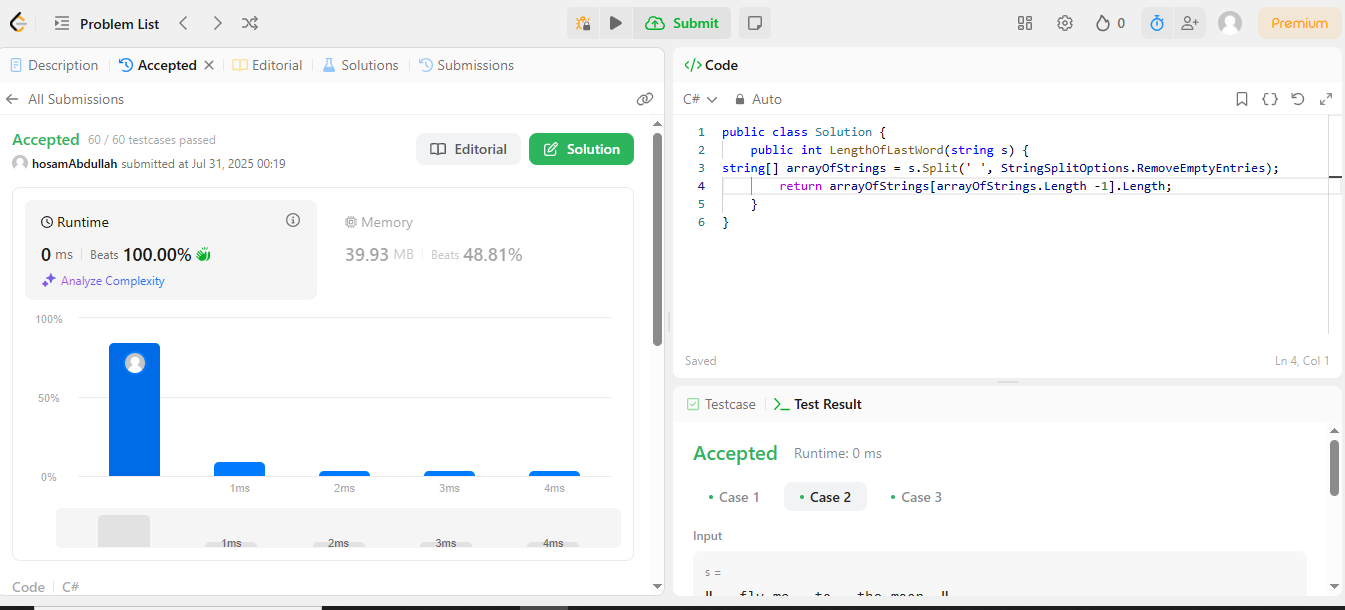 Problem List
Submit
0
Premium
Description
Accepted
Editorial
Solutions
Submissions
All Submissions
Accepted 60 / 60 testcases passed
hosamAbdullah submitted at Jul 31, 2025 00:19
Editorial
Solution
Runtime
0 ms Beats 100.00%
Analyze Complexity
Memory
39.93 MB Beats 48.81%
100%
50%
0%
1ms 2ms 3ms 4ms
1ms 2ms 3ms 4ms
Code C#
</> Code
C# Auto
1 public class Solution {
2 public int LengthOfLastWord(string s) {
3 string[] arrayOfStrings = s.Split(' ', StringSplitOptions.RemoveEmptyEntries);
4 return arrayOfStrings[arrayOfStrings.Length -1].Length;
5 }
6 }
Saved
Ln 4, Col 1
Testcase
Test Result
Accepted Runtime: 0 ms
Case 1
Case 2
Case 3
Input
s =
"   fly me   to   the moon  "